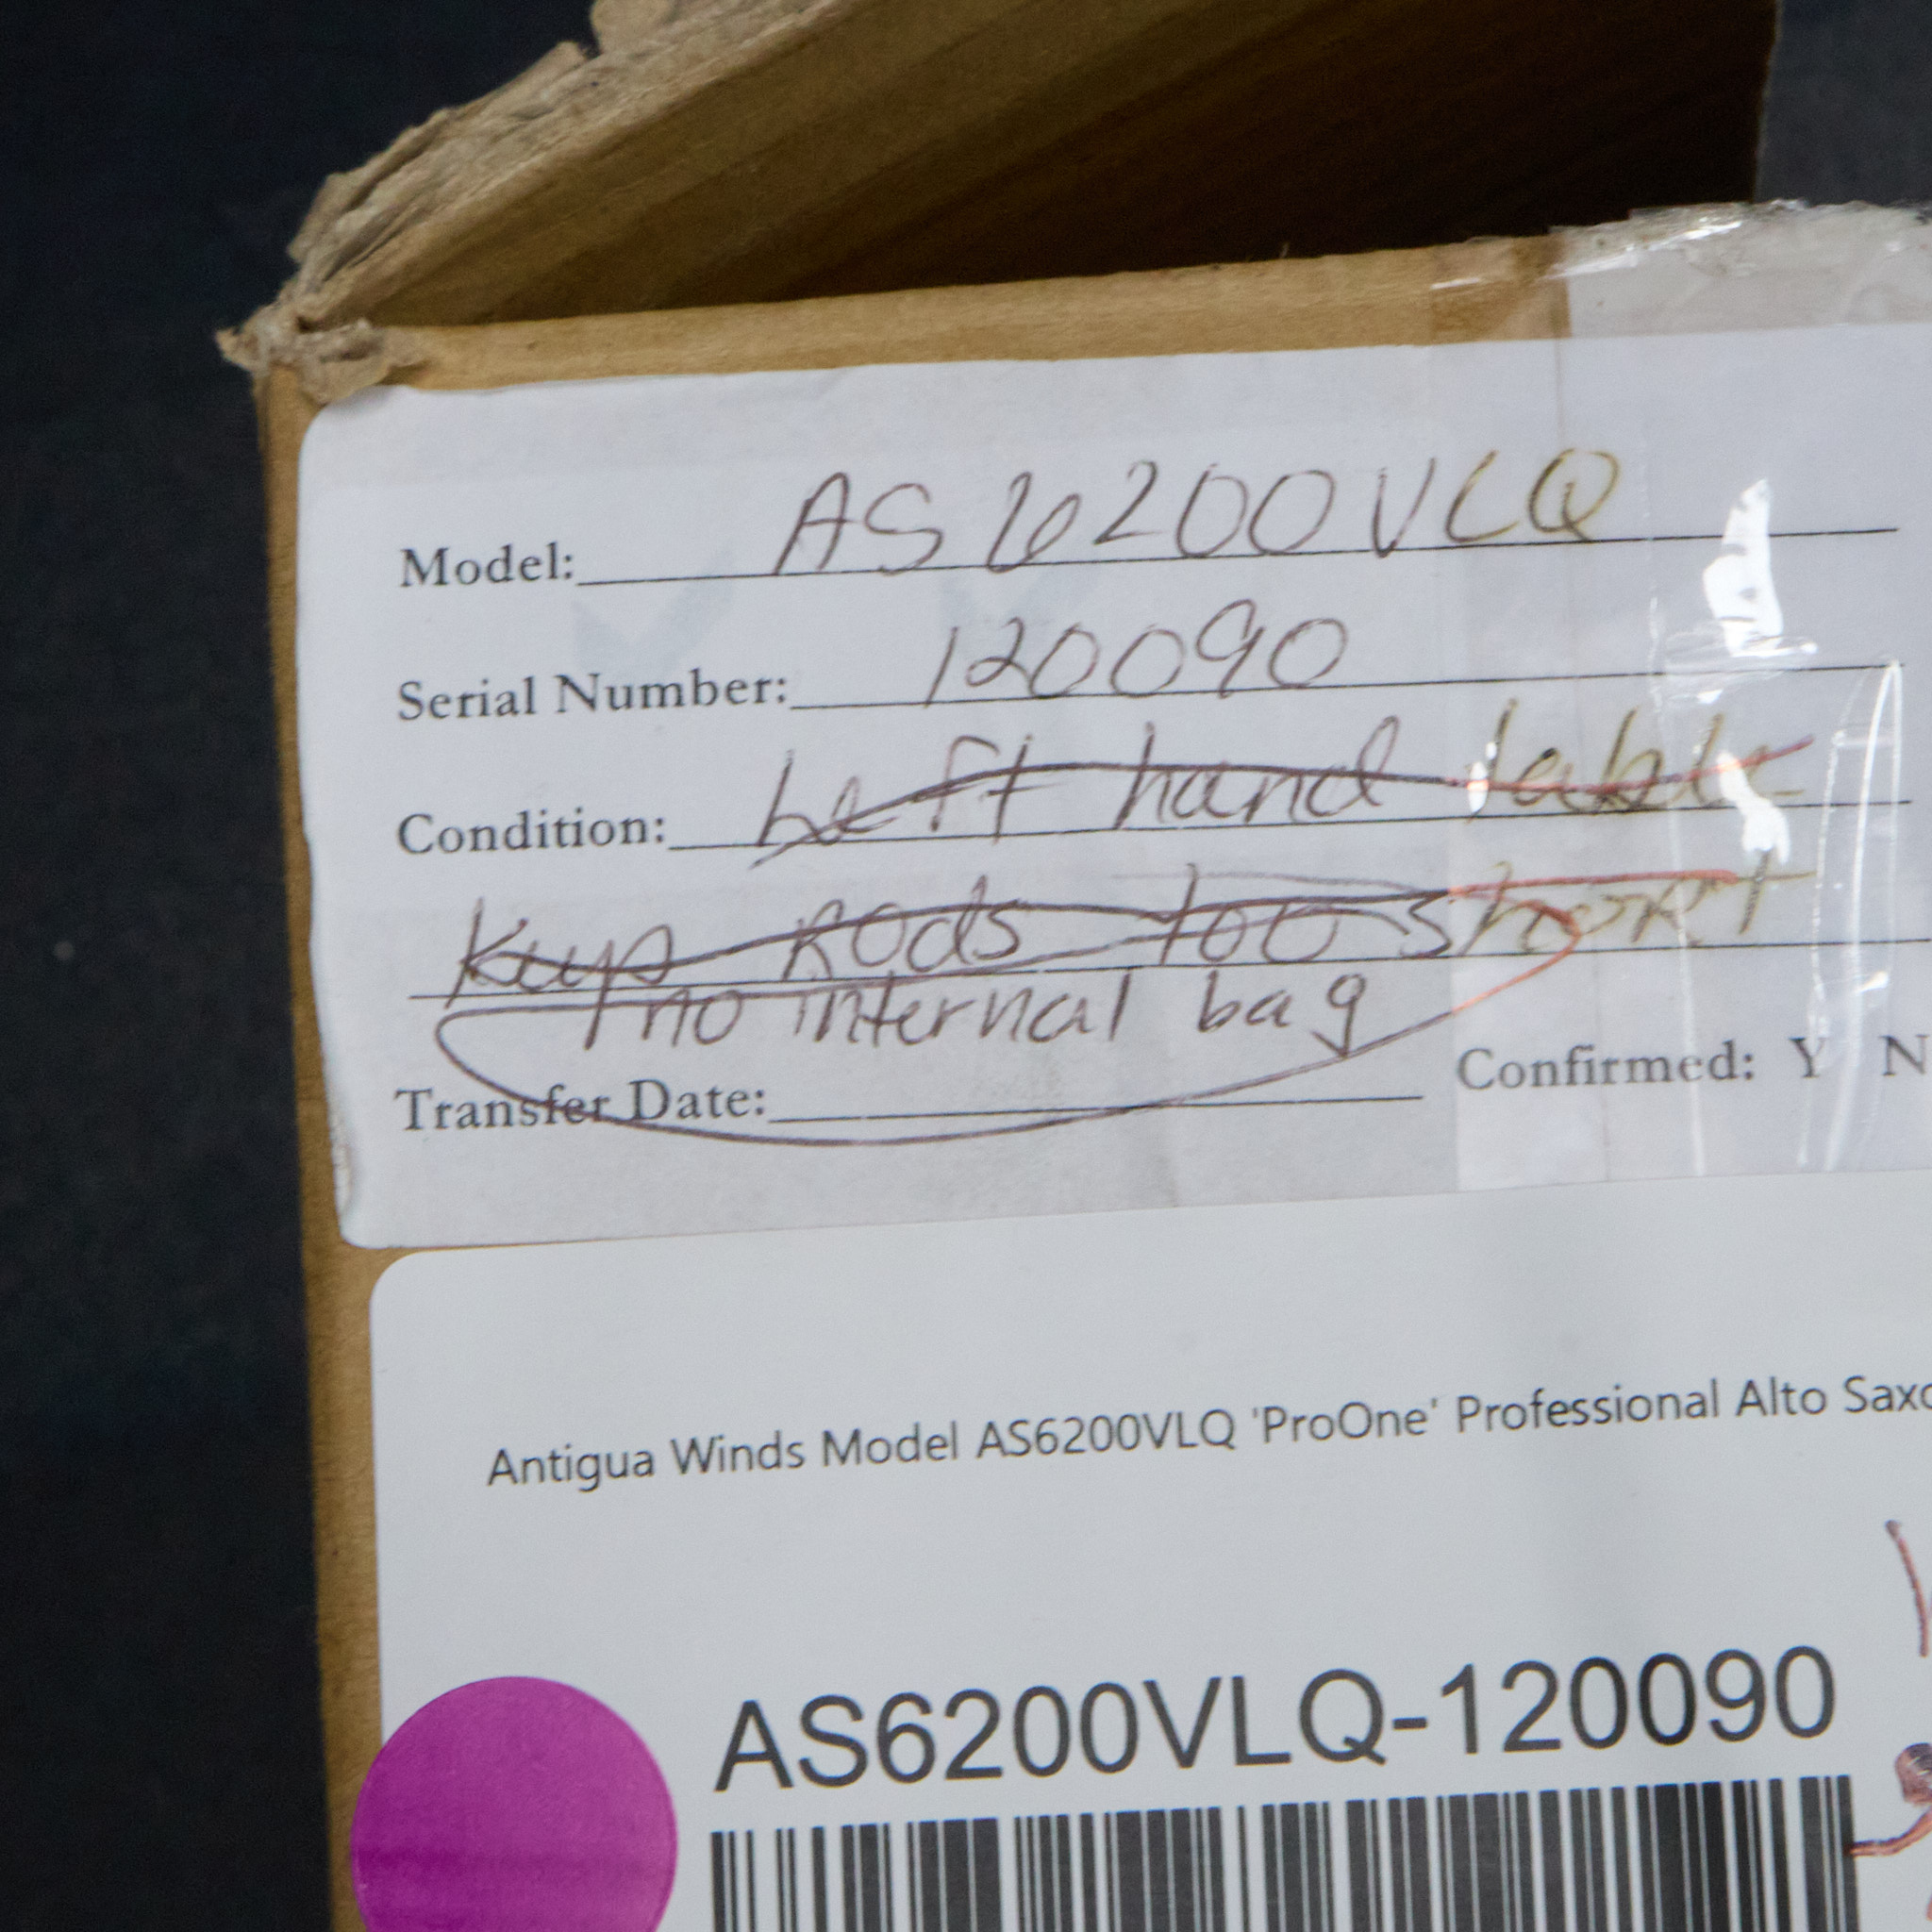 Model: AS6200VLQ
Serial Number: 120090
Condition: Left hand table
Keys Rods too short
no internal bag
Transfer Date: Confirmed: Y N
Antigua Winds Model AS6200VLQ 'ProOne' Professional Alto Saxo
AS6200VLQ-120090